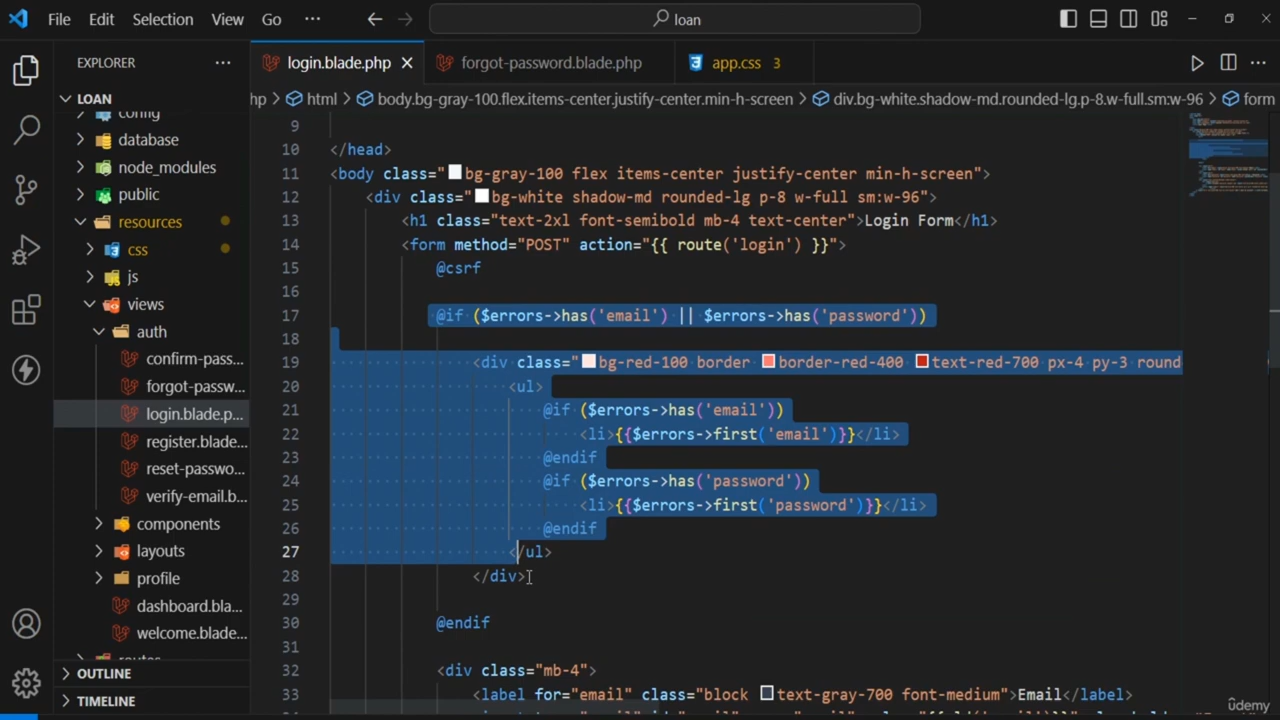 File Edit Selection View Go ··· loan
EXPLORER ···
login.blade.php
forgot-password.blade.php
app.css 3
LOAN
hp > html > body.bg-gray-100.flex.items-center.justify-center.min-h-screen > div.bg-white.shadow-md.rounded-lg.p-8.w-full.sm:w-96 > form
config
database
node_modules
public
resources
css
js
views
auth
confirm-pass...
forgot-passw...
login.blade.p...
register.blade...
reset-passwo...
verify-email.b...
components
layouts
profile
dashboard.bla...
welcome.blade...
routes
OUTLINE
TIMELINE
9
10 </head>
11 <body class="bg-gray-100 flex items-center justify-center min-h-screen">
12 <div class="bg-white shadow-md rounded-lg p-8 w-full sm:w-96">
13 <h1 class="text-2xl font-semibold mb-4 text-center">Login Form</h1>
14 <form method="POST" action="{{ route('login') }}">
15 @csrf
16
17 @if ($errors->has('email') || $errors->has('password'))
18
19 <div class="bg-red-100 border border-red-400 text-red-700 px-4 py-3 round
20 <ul>
21 @if ($errors->has('email'))
22 <li>{{$errors->first('email')}}</li>
23 @endif
24 @if ($errors->has('password'))
25 <li>{{$errors->first('password')}}</li>
26 @endif
27 </ul>
28 </div>
29
30 @endif
31
32 <div class="mb-4">
33 <label for="email" class="block text-gray-700 font-medium">Email</label>
ûdemy